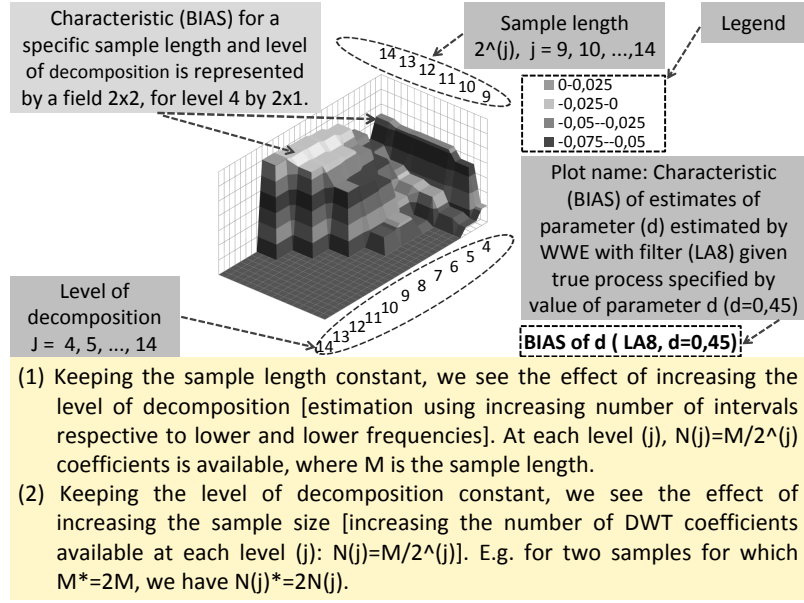 Characteristic (BIAS) for a
specific sample length and level
of decomposition is represented
by a field 2x2, for level 4 by 2x1.
Sample length
2^(j), j = 9, 10, ...,14
Legend
14
13
12
11
10
9
0-0,025
-0,025-0
-0,05--0,025
-0,075--0,05
Plot name: Characteristic
(BIAS) of estimates of
parameter (d) estimated by
WWE with filter (LA8) given
true process specified by
value of parameter d (d=0,45)
Level of
decomposition
J = 4, 5, ..., 14
14
13
12
11
10
9
8
7
6
5
4
BIAS of d ( LA8, d=0,45)
(1) Keeping the sample length constant, we see the effect of increasing the
level of decomposition [estimation using increasing number of intervals
respective to lower and lower frequencies]. At each level (j), N(j)=M/2^(j)
coefficients is available, where M is the sample length.
(2) Keeping the level of decomposition constant, we see the effect of
increasing the sample size [increasing the number of DWT coefficients
available at each level (j): N(j)=M/2^(j)]. E.g. for two samples for which
M*=2M, we have N(j)*=2N(j).